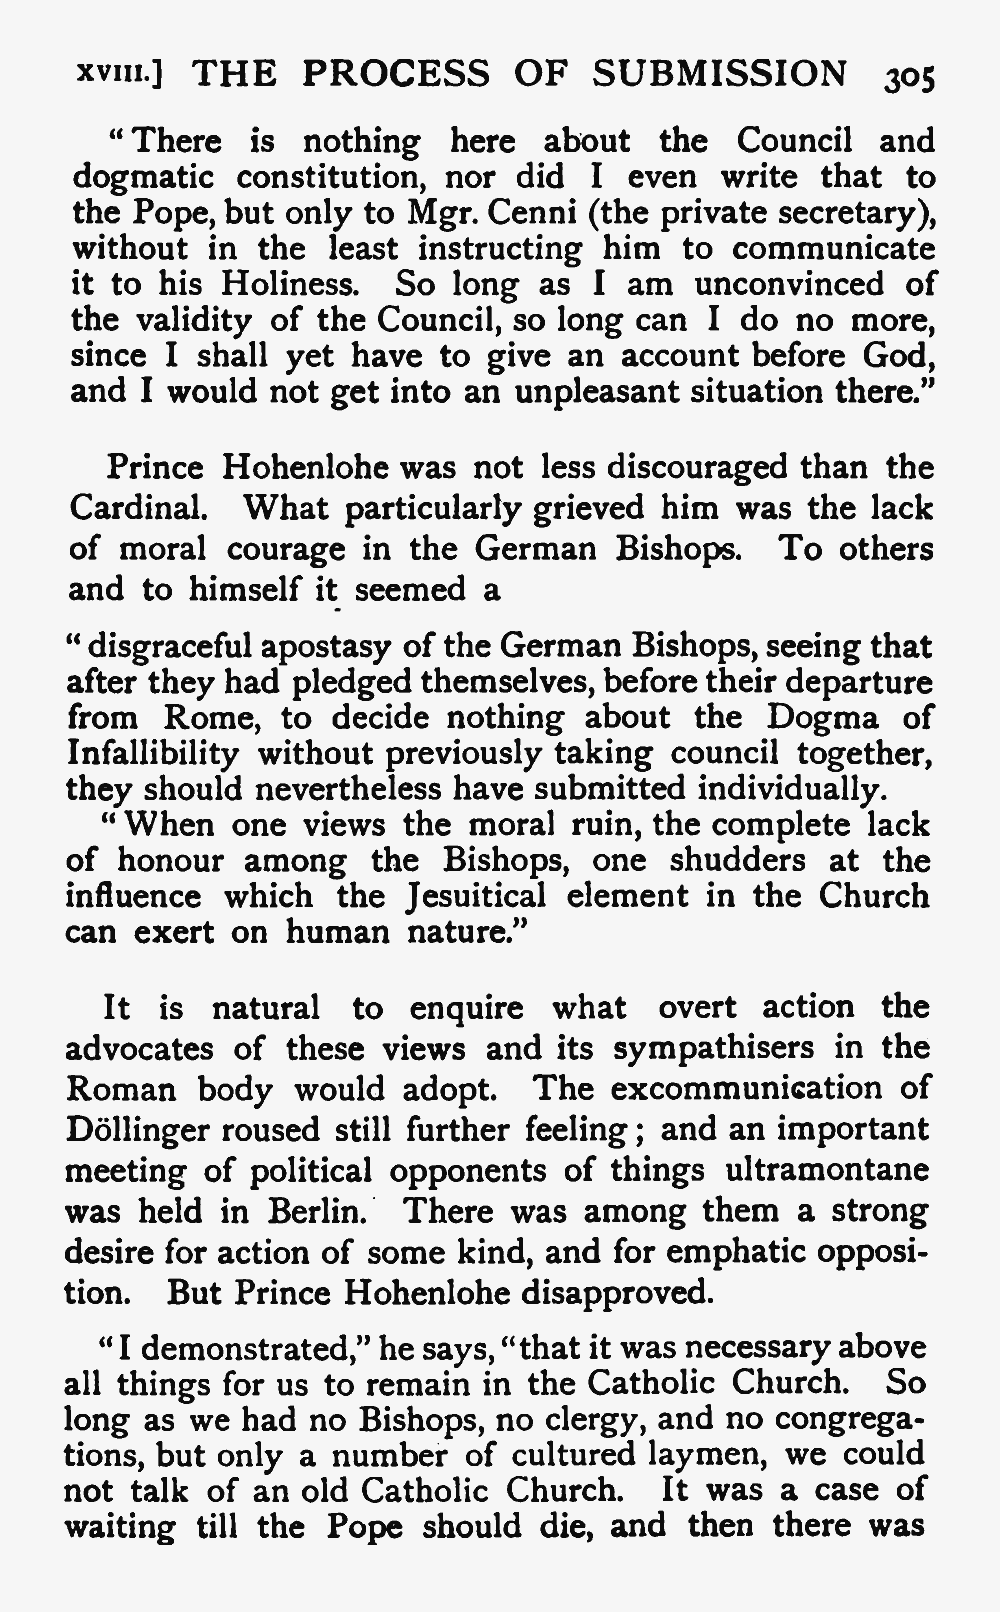 XVIII.] THE PROCESS OF SUBMISSION 305
“There is nothing here about the Council and
dogmatic constitution, nor did I even write that to
the Pope, but only to Mgr. Cenni (the private secretary),
without in the least instructing him to communicate
it to his Holiness. So long as I am unconvinced of
the validity of the Council, so long can I do no more,
since I shall yet have to give an account before God,
and I would not get into an unpleasant situation there.”
Prince Hohenlohe was not less discouraged than the
Cardinal. What particularly grieved him was the lack
of moral courage in the German Bishops. To others
and to himself it seemed a
“disgraceful apostasy of the German Bishops, seeing that
after they had pledged themselves, before their departure
from Rome, to decide nothing about the Dogma of
Infallibility without previously taking council together,
they should nevertheless have submitted individually.
“When one views the moral ruin, the complete lack
of honour among the Bishops, one shudders at the
influence which the Jesuitical element in the Church
can exert on human nature.”
It is natural to enquire what overt action the
advocates of these views and its sympathisers in the
Roman body would adopt. The excommunication of
Döllinger roused still further feeling; and an important
meeting of political opponents of things ultramontane
was held in Berlin. There was among them a strong
desire for action of some kind, and for emphatic opposi-
tion. But Prince Hohenlohe disapproved.
“I demonstrated,” he says, “that it was necessary above
all things for us to remain in the Catholic Church. So
long as we had no Bishops, no clergy, and no congrega-
tions, but only a number of cultured laymen, we could
not talk of an old Catholic Church. It was a case of
waiting till the Pope should die, and then there was